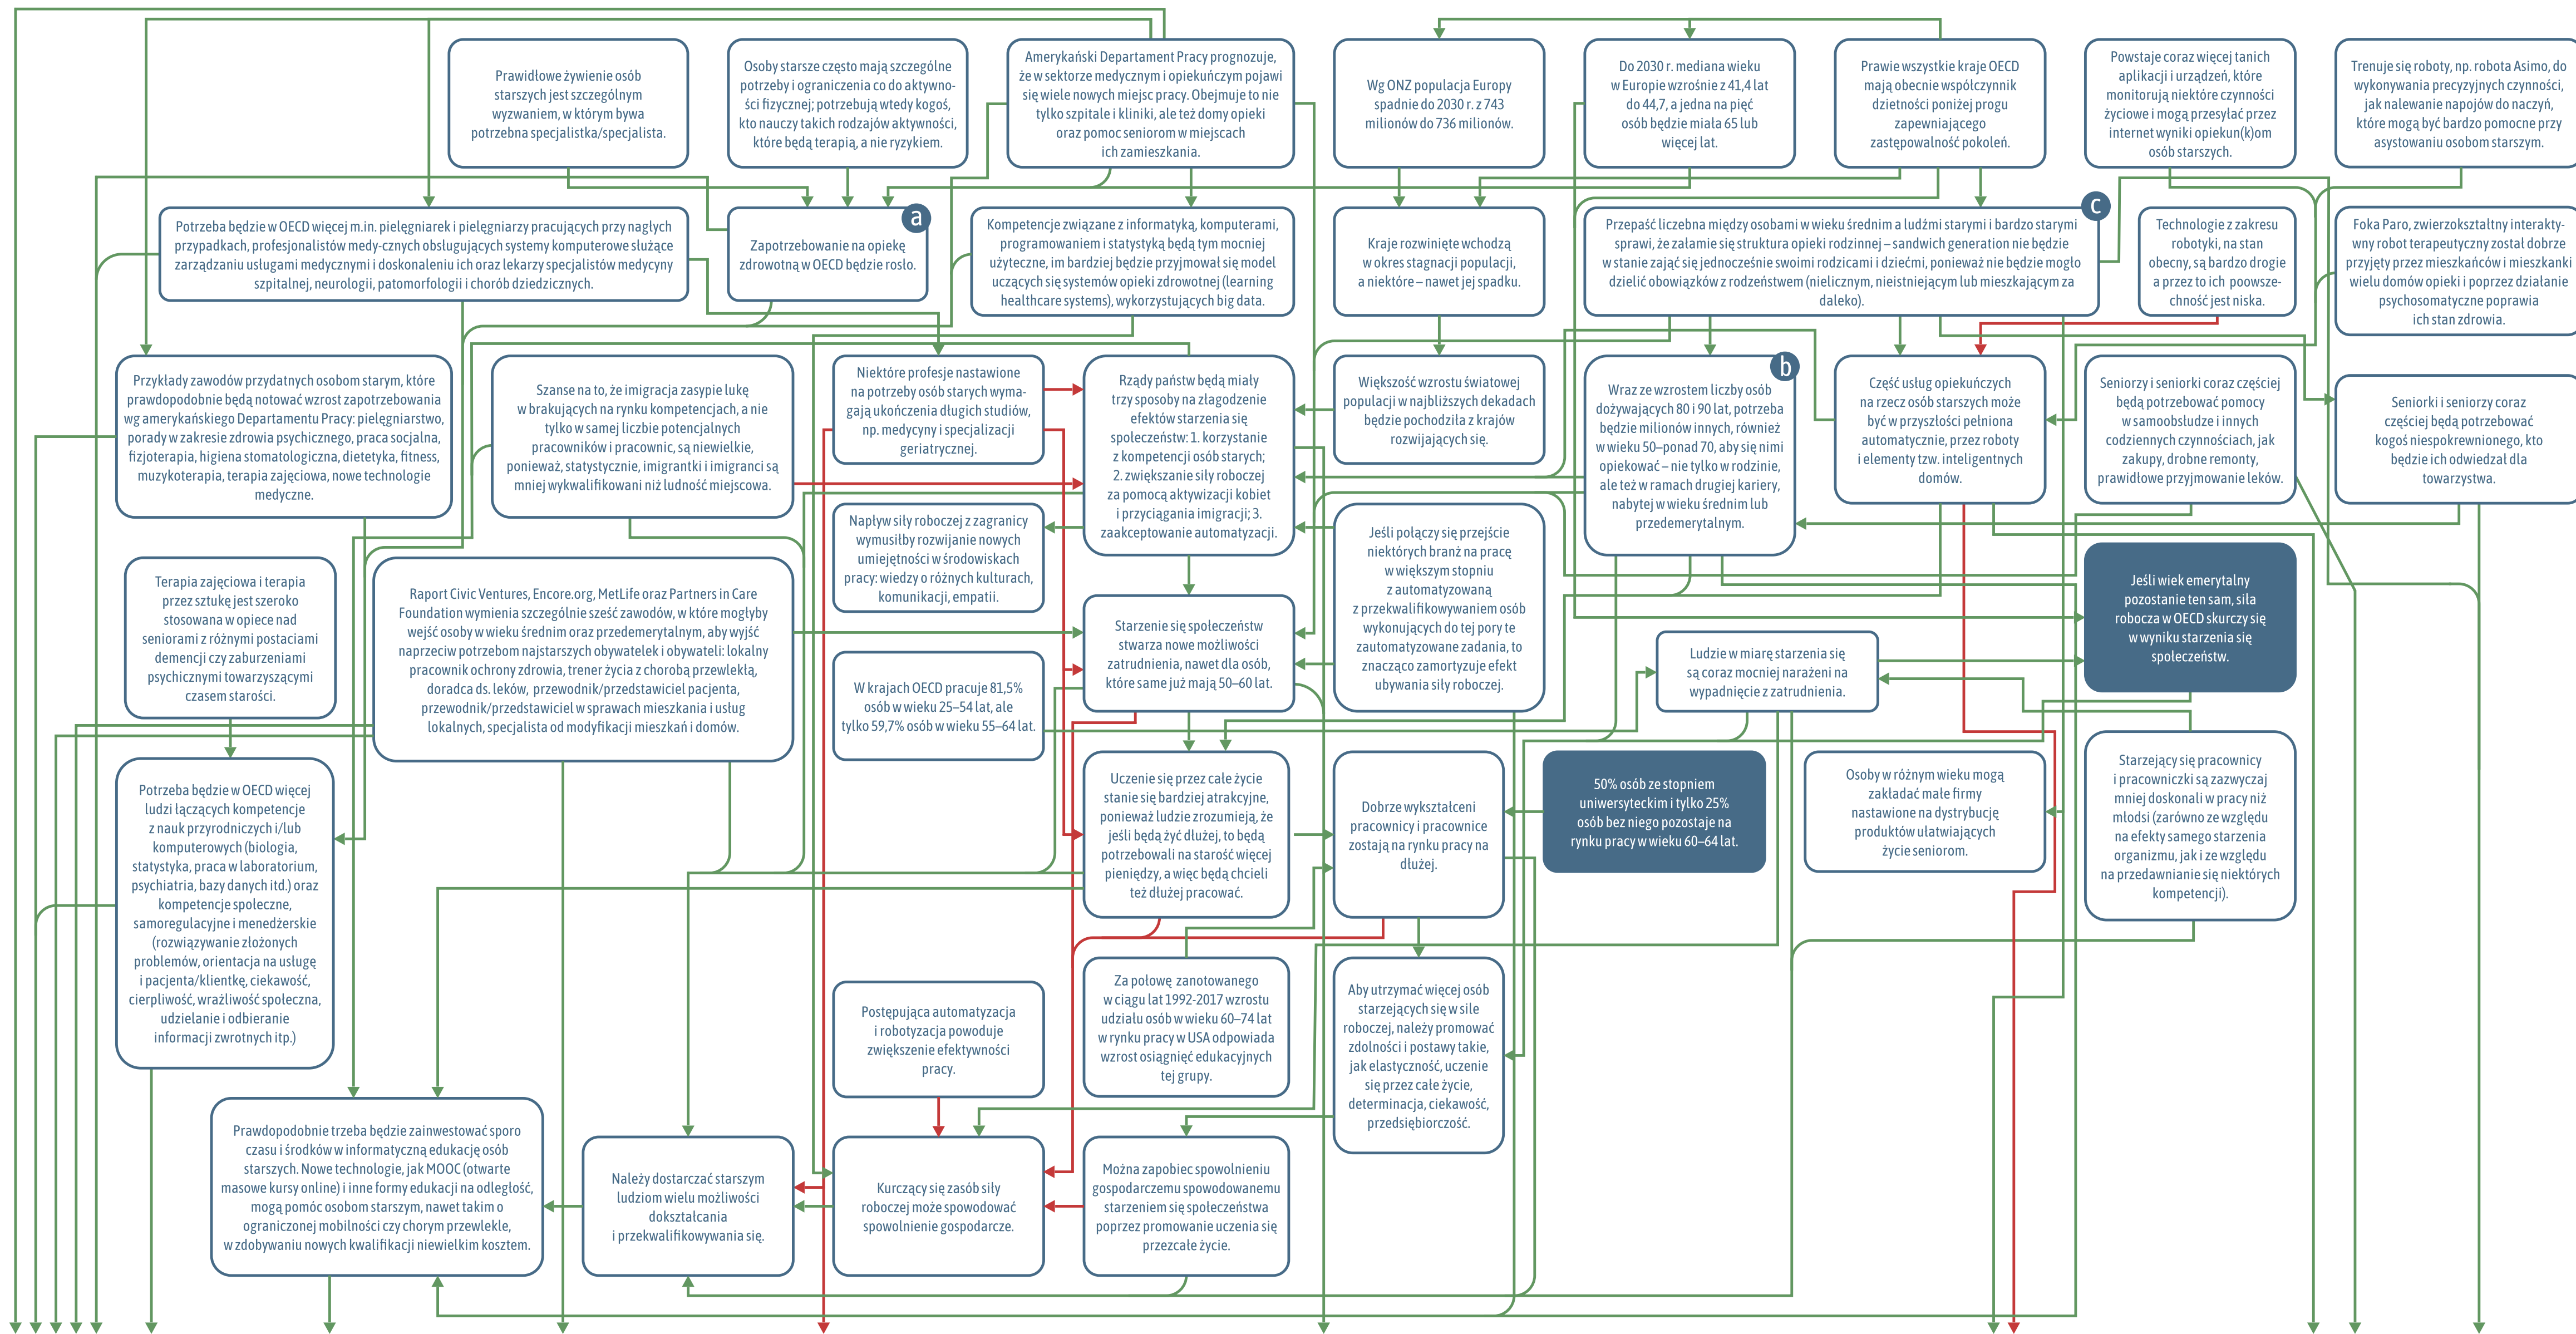 Prawidłowe żywienie osób
starszych jest szczególnym
wyzwaniem, w którym bywa
potrzebna specjalistka/specjalista.
Osoby starsze często mają szczególne
potrzeby i ograniczenia co do aktywno-
ści fizycznej; potrzebują wtedy kogoś,
kto nauczy takich rodzajów aktywności,
które będą terapią, a nie ryzykiem.
Amerykański Departament Pracy prognozuje,
że w sektorze medycznym i opiekuńczym pojawi
się wiele nowych miejsc pracy. Obejmuje to nie
tylko szpitale i kliniki, ale też domy opieki
oraz pomoc seniorom w miejscach
ich zamieszkania.
Wg ONZ populacja Europy
spadnie do 2030 r. z 743
milionów do 736 milionów.
Do 2030 r. mediana wieku
w Europie wzrośnie z 41,4 lat
do 44,7, a jedna na pięć
osób będzie miała 65 lub
więcej lat.
Prawie wszystkie kraje OECD
mają obecnie współczynnik
dzietności poniżej progu
zapewniającego
zastępowalność pokoleń.
Powstaje coraz więcej tanich
aplikacji i urządzeń, które
monitorują niektóre czynności
życiowe i mogą przesyłać przez
internet wyniki opiekun(k)om
osób starszych.
Trenuje się roboty, np. robota Asimo, do
wykonywania precyzyjnych czynności,
jak nalewanie napojów do naczyń,
które mogą być bardzo pomocne przy
asystowaniu osobom starszym.
Potrzeba będzie w OECD więcej m.in. pielęgniarek i pielęgniarzy pracujących przy nagłych
przypadkach, profesjonalistów medy-cznych obsługujących systemy komputerowe służące
zarządzaniu usługami medycznymi i doskonaleniu ich oraz lekarzy specjalistów medycyny
szpitalnej, neurologii, patomorfologii i chorób dziedzicznych.
a
Zapotrzebowanie na opiekę
zdrowotną w OECD będzie rosło.
Kompetencje związane z informatyką, komputerami,
programowaniem i statystyką będą tym mocniej
użyteczne, im bardziej będzie przyjmował się model
uczących się systemów opieki zdrowotnej (learning
healthcare systems), wykorzystujących big data.
Kraje rozwinięte wchodzą
w okres stagnacji populacji,
a niektóre – nawet jej spadku.
c
Przepaść liczebna między osobami w wieku średnim a ludźmi starymi i bardzo starymi
sprawi, że załamie się struktura opieki rodzinnej – sandwich generation nie będzie
w stanie zająć się jednocześnie swoimi rodzicami i dziećmi, ponieważ nie będzie mogło
dzielić obowiązków z rodzeństwem (nielicznym, nieistniejącym lub mieszkającym za
daleko).
Technologie z zakresu
robotyki, na stan
obecny, są bardzo drogie
a przez to ich poowsze-
chność jest niska.
Foka Paro, zwierzokształtny interakty-
wny robot terapeutyczny został dobrze
przyjęty przez mieszkańców i mieszkanki
wielu domów opieki i poprzez działanie
psychosomatyczne poprawia
ich stan zdrowia.
Przykłady zawodów przydatnych osobom starym, które
prawdopodobnie będą notować wzrost zapotrzebowania
wg amerykańskiego Departamentu Pracy: pielęgniarstwo,
porady w zakresie zdrowia psychicznego, praca socjalna,
fizjoterapia, higiena stomatologiczna, dietetyka, fitness,
muzykoterapia, terapia zajęciowa, nowe technologie
medyczne.
Szanse na to, że imigracja zasypie lukę
w brakujących na rynku kompetencjach, a nie
tylko w samej liczbie potencjalnych
pracowników i pracownic, są niewielkie,
ponieważ, statystycznie, imigrantki i imigranci są
mniej wykwalifikowani niż ludność miejscowa.
Niektóre profesje nastawione
na potrzeby osób starych wyma-
gają ukończenia długich studiów,
np. medycyny i specjalizacji
geriatrycznej.
Rządy państw będą miały
trzy sposoby na złagodzenie
efektów starzenia się
społeczeństw: 1. korzystanie
z kompetencji osób starych;
2. zwiększanie siły roboczej
za pomocą aktywizacji kobiet
i przyciągania imigracji; 3.
zaakceptowanie automatyzacji.
Większość wzrostu światowej
populacji w najbliższych dekadach
będzie pochodziła z krajów
rozwijających się.
b
Wraz ze wzrostem liczby osób
dożywających 80 i 90 lat, potrzeba
będzie milionów innych, również
w wieku 50–ponad 70, aby się nimi
opiekować – nie tylko w rodzinie,
ale też w ramach drugiej kariery,
nabytej w wieku średnim lub
przedemerytalnym.
Część usług opiekuńczych
na rzecz osób starszych może
być w przyszłości pełniona
automatycznie, przez roboty
i elementy tzw. inteligentnych
domów.
Seniorzy i seniorki coraz częściej
będą potrzebować pomocy
w samoobsłudze i innych
codziennych czynnościach, jak
zakupy, drobne remonty,
prawidłowe przyjmowanie leków.
Seniorki i seniorzy coraz
częściej będą potrzebować
kogoś niespokrewnionego, kto
będzie ich odwiedzał dla
towarzystwa.
Napływ siły roboczej z zagranicy
wymusiłby rozwijanie nowych
umiejętności w środowiskach
pracy: wiedzy o różnych kulturach,
komunikacji, empatii.
Jeśli połączy się przejście
niektórych branż na pracę
w większym stopniu
z automatyzowaną
z przekwalifikowywaniem osób
wykonujących do tej pory te
zautomatyzowane zadania, to
znacząco zamortyzuje efekt
ubywania siły roboczej.
Terapia zajęciowa i terapia
przez sztukę jest szeroko
stosowana w opiece nad
seniorami z różnymi postaciami
demencji czy zaburzeniami
psychicznymi towarzyszącymi
czasem starości.
Raport Civic Ventures, Encore.org, MetLife oraz Partners in Care
Foundation wymienia szczególnie sześć zawodów, w które mogłyby
wejść osoby w wieku średnim oraz przedemerytalnym, aby wyjść
naprzeciw potrzebom najstarszych obywatelek i obywateli: lokalny
pracownik ochrony zdrowia, trener życia z chorobą przewlekłą,
doradca ds. leków, przewodnik/przedstawiciel pacjenta,
przewodnik/przedstawiciel w sprawach mieszkania i usług
lokalnych, specjalista od modyfikacji mieszkań i domów.
Starzenie się społeczeństw
stwarza nowe możliwości
zatrudnienia, nawet dla osób,
które same już mają 50–60 lat.
Jeśli wiek emerytalny
pozostanie ten sam, siła
robocza w OECD skurczy się
w wyniku starzenia się
społeczeństw.
W krajach OECD pracuje 81,5%
osób w wieku 25–54 lat, ale
tylko 59,7% osób w wieku 55–64 lat.
Ludzie w miarę starzenia się
są coraz mocniej narażeni na
wypadnięcie z zatrudnienia.
Potrzeba będzie w OECD więcej
ludzi łączących kompetencje
z nauk przyrodniczych i/lub
komputerowych (biologia,
statystyka, praca w laboratorium,
psychiatria, bazy danych itd.) oraz
kompetencje społeczne,
samoregulacyjne i menedżerskie
(rozwiązywanie złożonych
problemów, orientacja na usługę
i pacjenta/klientkę, ciekawość,
cierpliwość, wrażliwość społeczna,
udzielanie i odbieranie
informacji zwrotnych itp.)
Uczenie się przez całe życie
stanie się bardziej atrakcyjne,
ponieważ ludzie zrozumieją, że
jeśli będą żyć dłużej, to będą
potrzebowali na starość więcej
pieniędzy, a więc będą chcieli
też dłużej pracować.
Dobrze wykształceni
pracownicy i pracownice
zostają na rynku pracy na
dłużej.
50% osób ze stopniem
uniwersyteckim i tylko 25%
osób bez niego pozostaje na
rynku pracy w wieku 60–64 lat.
Osoby w różnym wieku mogą
zakładać małe firmy
nastawione na dystrybucję
produktów ułatwiających
życie seniorom.
Starzejący się pracownicy
i pracowniczki są zazwyczaj
mniej doskonali w pracy niż
młodsi (zarówno ze względu
na efekty samego starzenia
organizmu, jak i ze względu
na przedawnianie się niektórych
kompetencji).
Postępująca automatyzacja
i robotyzacja powoduje
zwiększenie efektywności
pracy.
Za połowę zanotowanego
w ciągu lat 1992-2017 wzrostu
udziału osób w wieku 60–74 lat
w rynku pracy w USA odpowiada
wzrost osiągnięć edukacyjnych
tej grupy.
Aby utrzymać więcej osób
starzejących się w sile
roboczej, należy promować
zdolności i postawy takie,
jak elastyczność, uczenie
się przez całe życie,
determinacja, ciekawość,
przedsiębiorczość.
Prawdopodobnie trzeba będzie zainwestować sporo
czasu i środków w informatyczną edukację osób
starszych. Nowe technologie, jak MOOC (otwarte
masowe kursy online) i inne formy edukacji na odległość,
mogą pomóc osobom starszym, nawet takim o
ograniczonej mobilności czy chorym przewlekle,
w zdobywaniu nowych kwalifikacji niewielkim kosztem.
Należy dostarczać starszym
ludziom wielu możliwości
dokształcania
i przekwalifikowywania się.
Kurczący się zasób siły
roboczej może spowodować
spowolnienie gospodarcze.
Można zapobiec spowolnieniu
gospodarczemu spowodowanemu
starzeniem się społeczeństwa
poprzez promowanie uczenia się
przezcałe życie.